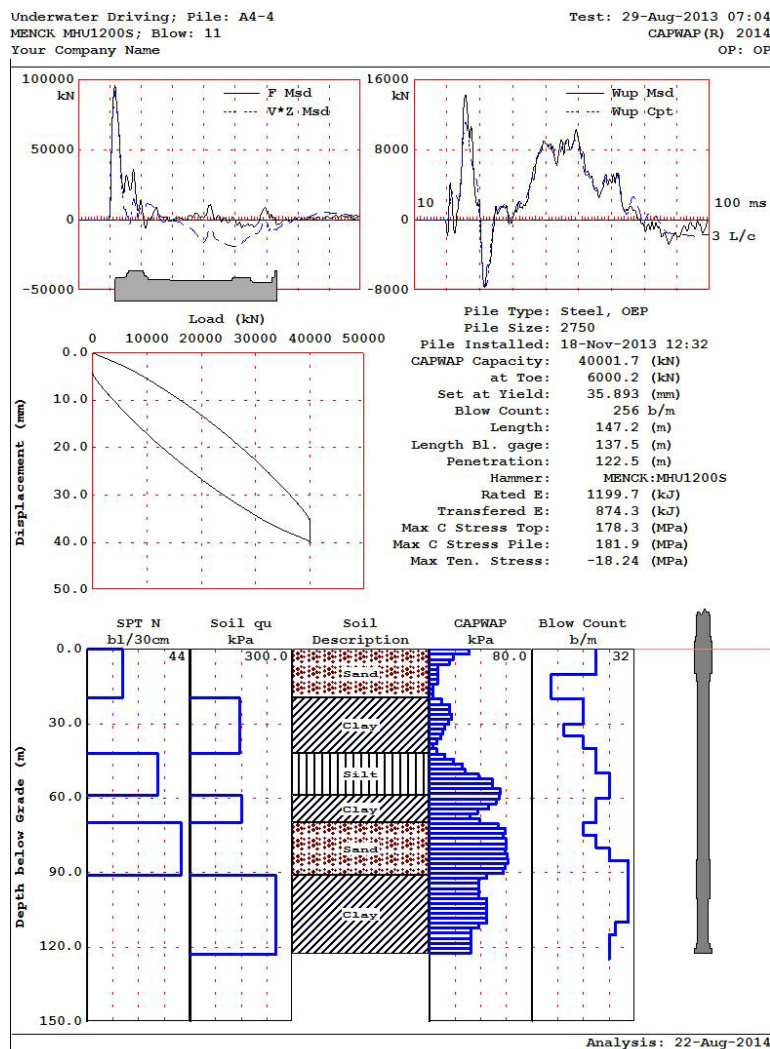 Underwater Driving; Pile: A4-4 Test: 29-Aug-2013 07:04
MENCK MHU1200S; Blow: 11 CAPWAP(R) 2014
Your Company Name OP: OP
100000
kN
50000
0
-50000
F Msd
V*Z Msd
16000
kN
8000
0
-8000
Wup Msd
Wup Cpt
10
100 ms
3 L/c
Load (kN)
0 10000 20000 30000 40000 50000
Displacement (mm)
0.0
10.0
20.0
30.0
40.0
50.0
Pile Type: Steel, OEP
Pile Size: 2750
Pile Installed: 18-Nov-2013 12:32
CAPWAP Capacity: 40001.7 (kN)
at Toe: 6000.2 (kN)
Set at Yield: 35.893 (mm)
Blow Count: 256 b/m
Length: 147.2 (m)
Length Bl. gage: 137.5 (m)
Penetration: 122.5 (m)
Hammer: MENCK:MHU1200S
Rated E: 1199.7 (kJ)
Transfered E: 874.3 (kJ)
Max C Stress Top: 178.3 (MPa)
Max C Stress Pile: 181.9 (MPa)
Max Ten. Stress: -18.24 (MPa)
SPT N Soil qu Soil CAPWAP Blow Count
bl/30cm kPa Description kPa b/m
44 300.0 80.0 32
Depth below Grade (m)
0.0
30.0
60.0
90.0
120.0
150.0
Sand
Clay
Silt
Clay
Sand
Clay
Analysis: 22-Aug-2014